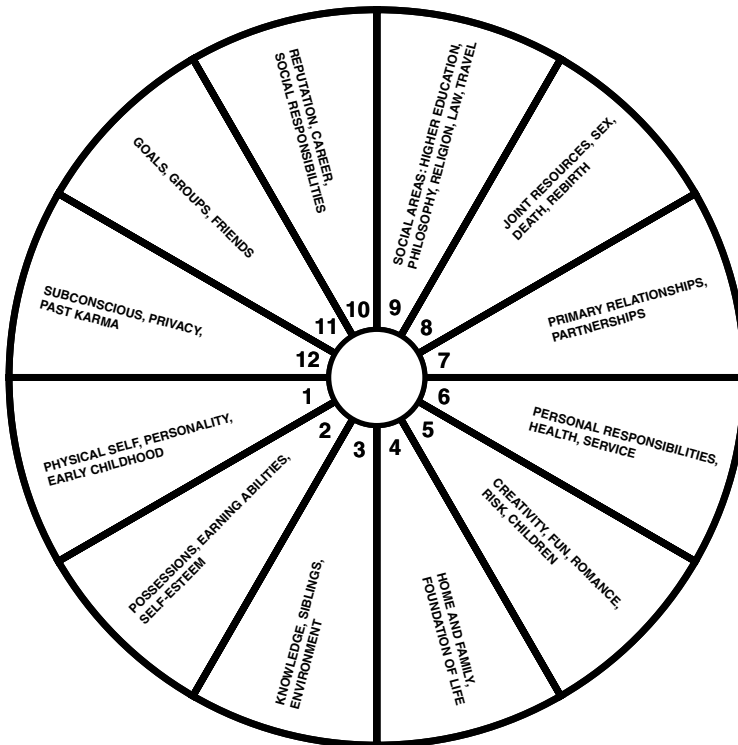 REPUTATION, CAREER,
SOCIAL RESPONSIBILITIES
SOCIAL AREAS: HIGHER EDUCATION,
PHILOSOPHY, RELIGION, LAW, TRAVEL
GOALS, GROUPS, FRIENDS
JOINT RESOURCES, SEX,
DEATH, REBIRTH
SUBCONSCIOUS, PRIVACY,
PAST KARMA
PRIMARY RELATIONSHIPS,
PARTNERSHIPS
10
9
11
8
12
7
1
6
2
5
3
4
PHYSICAL SELF, PERSONALITY,
EARLY CHILDHOOD
PERSONAL RESPONSIBILITIES,
HEALTH, SERVICE
POSSESSIONS, EARNING ABILITIES,
SELF-ESTEEM
CREATIVITY, FUN, ROMANCE,
RISK, CHILDREN
KNOWLEDGE, SIBLINGS,
ENVIRONMENT
HOME AND FAMILY,
FOUNDATION OF LIFE